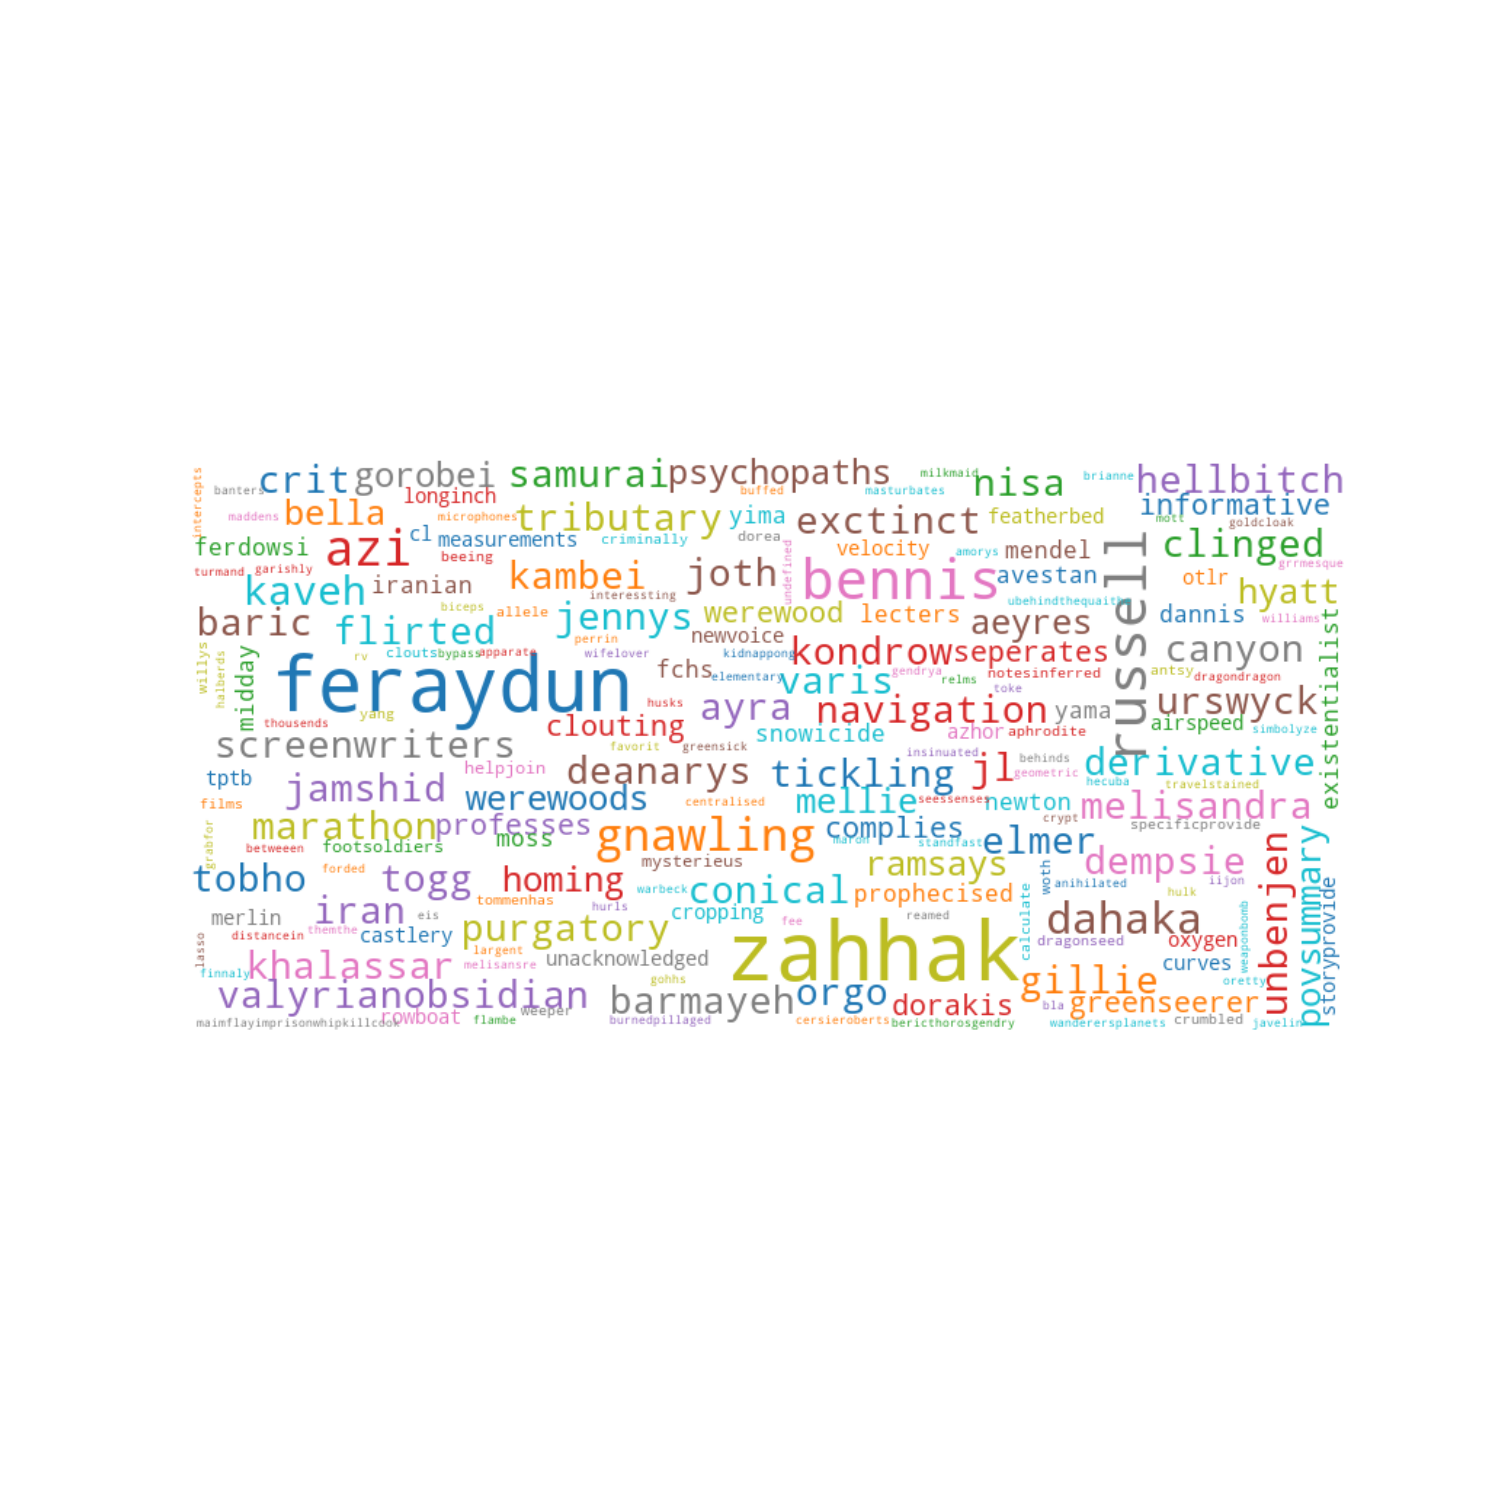 intercepts
banters
crit
gorobei
samurai
psychopaths
milkmaid
nisa
brianne
hellbitch
longinch
buffed
masturbates
informative
maddens
bella
microphones
tributary
yima
exctinct
featherbed
mott
goldcloak
ferdowsi
azi
cl
measurements
criminally
dorea
velocity
amorys
mendel
russell
clinged
grrmesque
turmand
garishly
beeing
kambei
joth
undefined
bennis
avestan
otlr
hyatt
kaveh
iranian
interessting
ubehindthequaith
baric
biceps
allele
jennys
werewood
lecters
aeyres
dannis
williams
flirted
perrin
newvoice
existentialist
willys
halberds
midday
rv
clouts
bypass
apparate
wifelover
kidnappong
kondrow
seperates
canyon
feraydun
fchs
elementary
varis
gendrya
relms
notesinferred
antsy
dragondragon
yang
husks
ayra
navigation
toke
yama
urswyck
thousends
clouting
snowicide
azhor
aphrodite
airspeed
simbolyze
screenwriters
favorit
greensick
insinuated
behinds
tptb
helpjoin
deanarys
tickling
jl
geometric
derivative
hecuba
travelstained
films
jamshid
werewoods
centralised
mellie
seessenses
newton
melisandra
grabfor
marathon
professes
gnawling
complies
crypt
specificprovide
betweeen
footsoldiers
moss
maron
standfast
elmer
unbenjen
povsummary
forded
mysterieus
ramsays
dempsie
tobho
togg
homing
warbeck
conical
prophecised
woth
anihilated
iijon
hulk
storyprovide
merlin
iran
eis
tommenhas
hurls
cropping
fee
reamed
calculate
dahaka
weaponbomb
lasso
distancein
themthe
castlery
purgatory
zahhak
dragonseed
oxygen
finnaly
khalassar
largent
melisansre
unacknowledged
gohhs
curves
valyrianobsidian
barmayeh
orgo
dorakis
gillie
greenseerer
oretty
maimflayimprisonwhipkillcook
rowboat
flambe
weeper
burnedpillaged
cersieroberts
bericthorosgendry
bla
wanderersplanets
crumbled
javelin